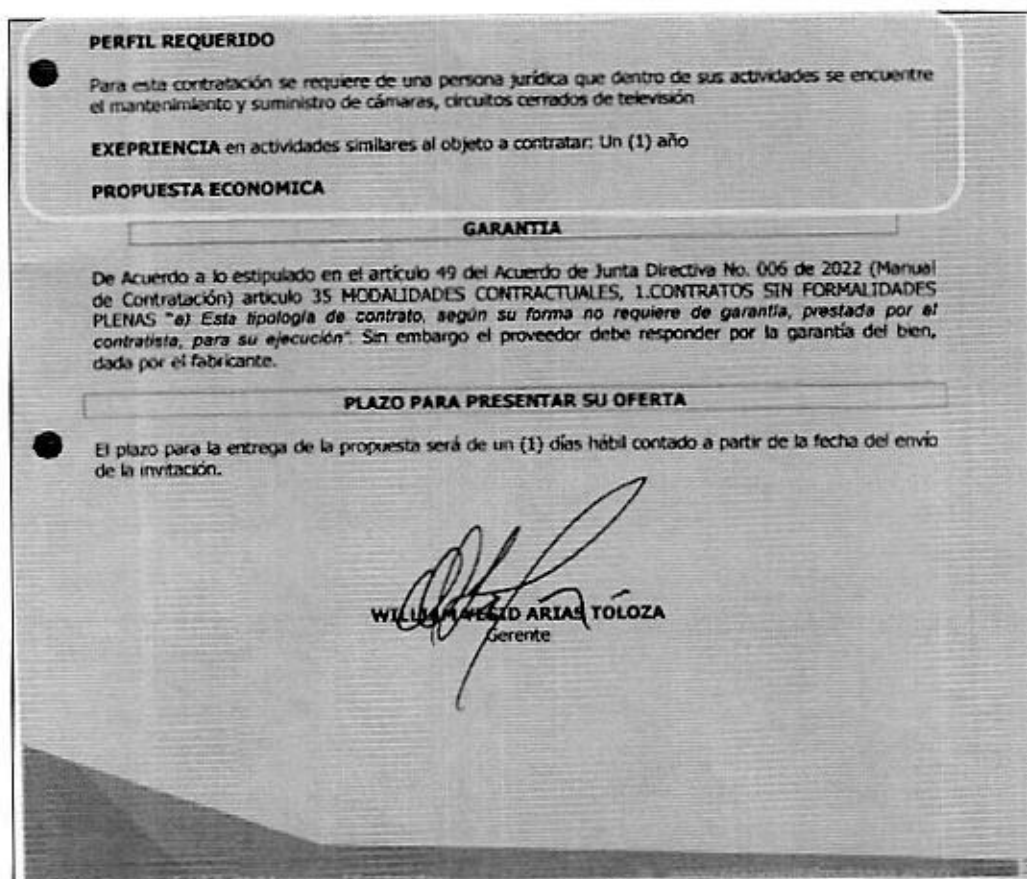 PERFIL REQUERIDO
Para esta contratación se requiere de una persona jurídica que dentro de sus actividades se encuentre
el mantenimiento y suministro de cámaras, circuitos cerrados de televisión
EXEPRIENCIA en actividades similares al objeto a contratar: Un (1) año
PROPUESTA ECONOMICA
GARANTIA
De Acuerdo a lo estipulado en el artículo 49 del Acuerdo de Junta Directiva No. 006 de 2022 (Manual
de Contratación) articulo 35 MODALIDADES CONTRACTUALES, 1.CONTRATOS SIN FORMALIDADES
PLENAS "a) Esta tipología de contrato, según su forma no requiere de garantía, prestada por el
contratista, para su ejecución". Sin embargo el proveedor debe responder por la garantía del bien,
dada por el fabricante.
PLAZO PARA PRESENTAR SU OFERTA
El plazo para la entrega de la propuesta será de un (1) días hábil contado a partir de la fecha del envío
de la invitación.
WILLIAM YESID ARIAS TOLOZA
Gerente